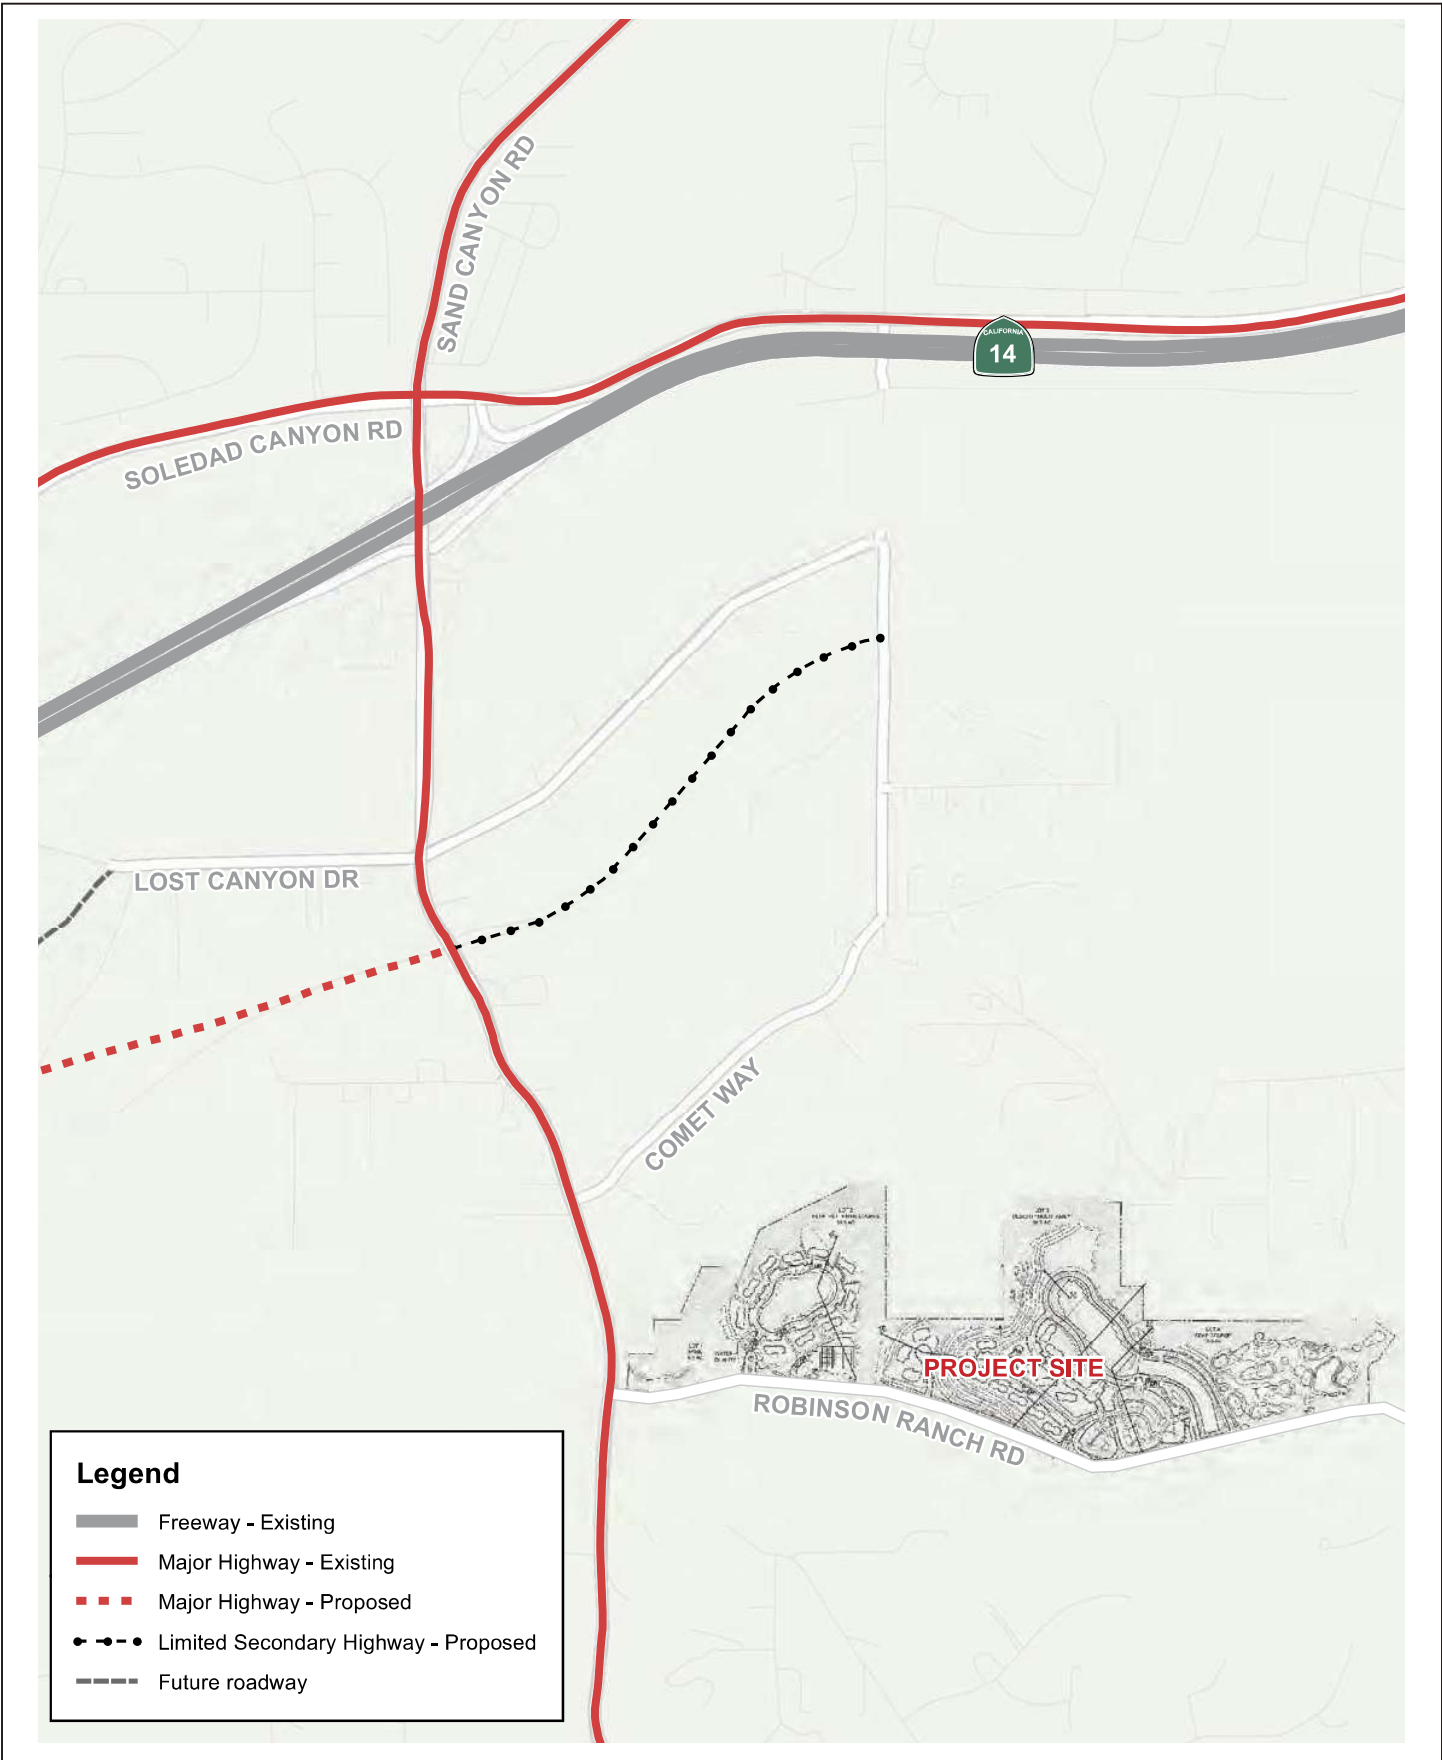 SAND CANYON RD
CALIFORNIA
14
SOLEDAD CANYON RD
LOST CANYON DR
COMET WAY
PROJECT SITE
ROBINSON RANCH RD
Legend
Freeway - Existing
Major Highway - Existing
Major Highway - Proposed
Limited Secondary Highway - Proposed
Future roadway